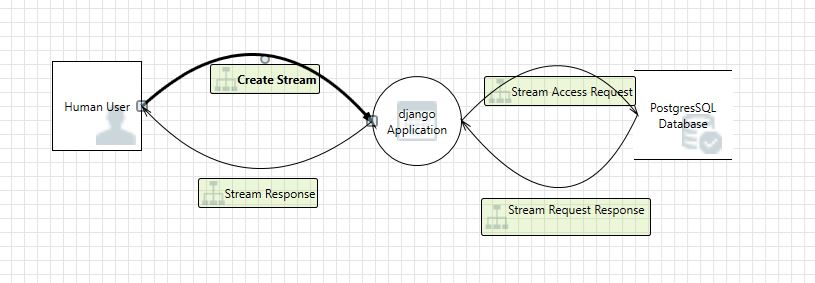 Create Stream
Human User
django
Application
Stream Access Request
PostgresSQL
Database
Stream Response
Stream Request Response